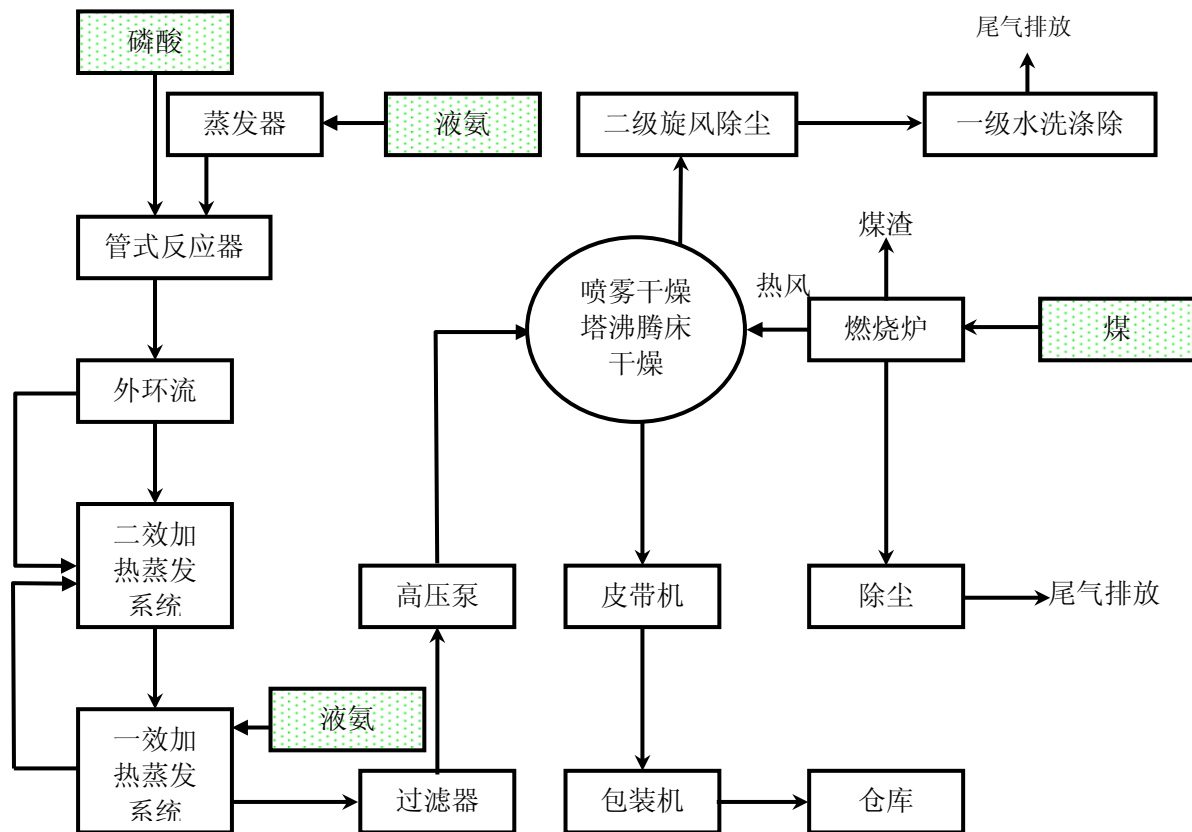 磷酸
尾气排放
蒸发器
液氨
二级旋风除尘
一级水洗涤除
管式反应器
煤渣
喷雾干燥
塔沸腾床
干燥
热风
燃烧炉
煤
外环流
二效加
热蒸发
系统
高压泵
皮带机
除尘
尾气排放
液氨
一效加
热蒸发
系统
过滤器
包装机
仓库